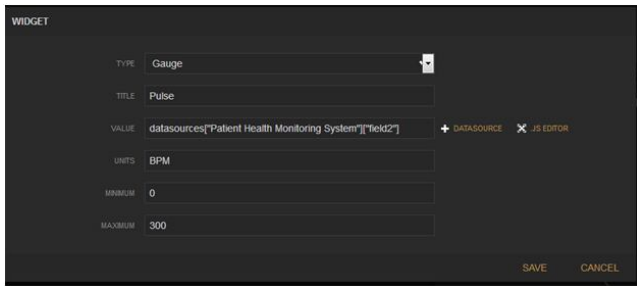 WIDGET
TYPE Gauge
TITLE Pulse
VALUE datasources["Patient Health Monitoring System"]["field2"] DATASOURCE JS EDITOR
UNITS BPM
MINIMUM 0
MAXIMUM 300
SAVE CANCEL